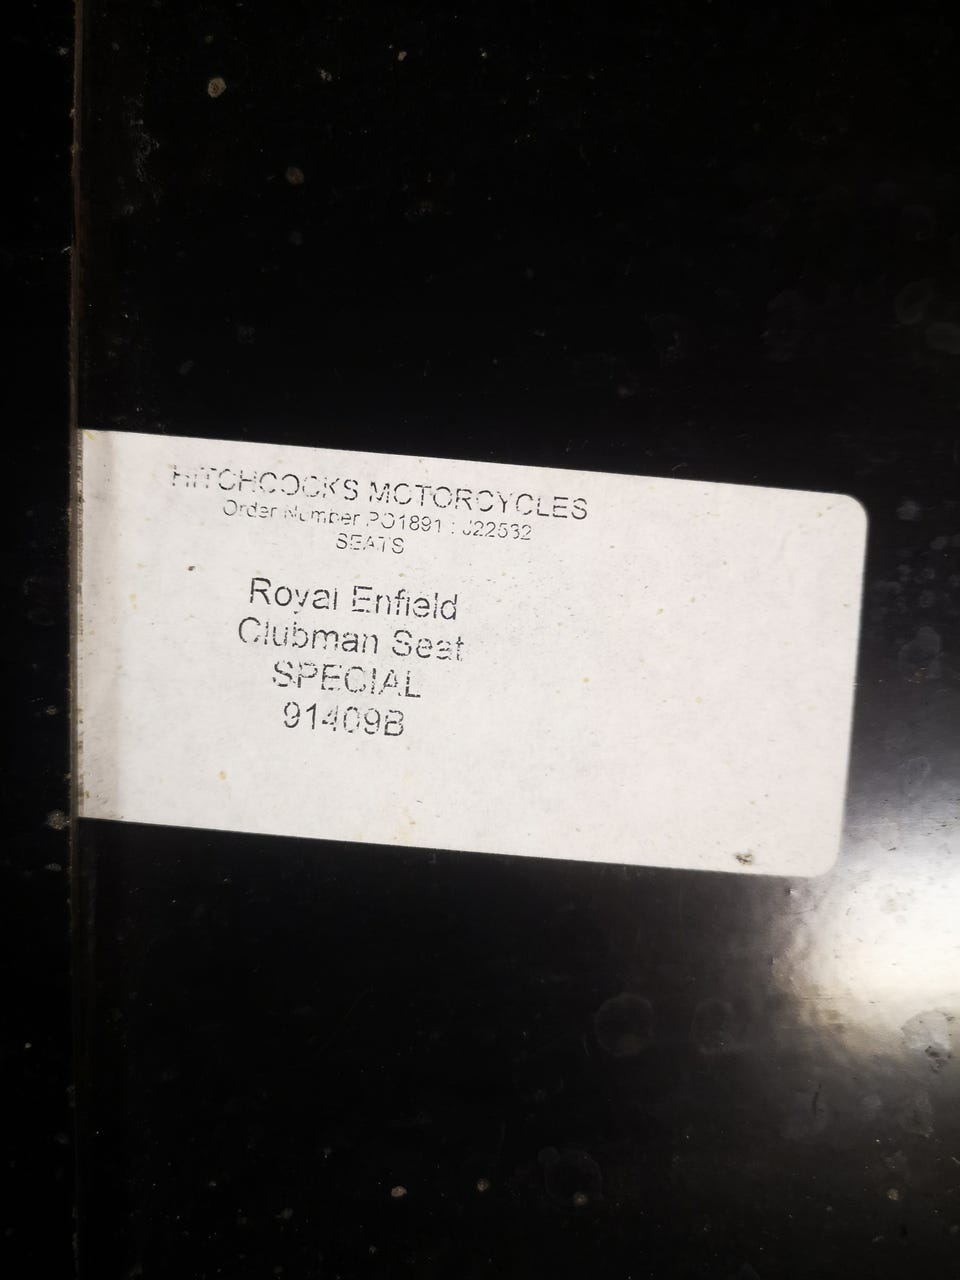 HITCHCOCKS MOTORCYCLES
Order Number PO1891 : J22532
SEATS
Royal Enfield
Clubman Seat
SPECIAL
91409B